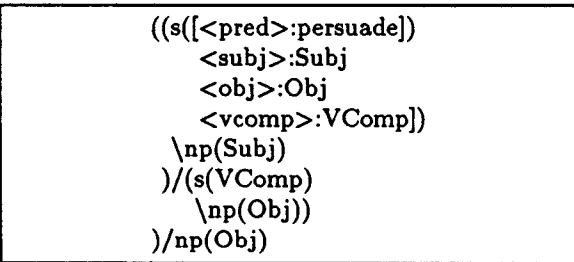 ((s([<pred>:persuade])
<subj>:Subj
<obj>:Obj
<vcomp>:VComp])
\np(Subj)
)/(s(VComp)
\np(Obj))
)/np(Obj)